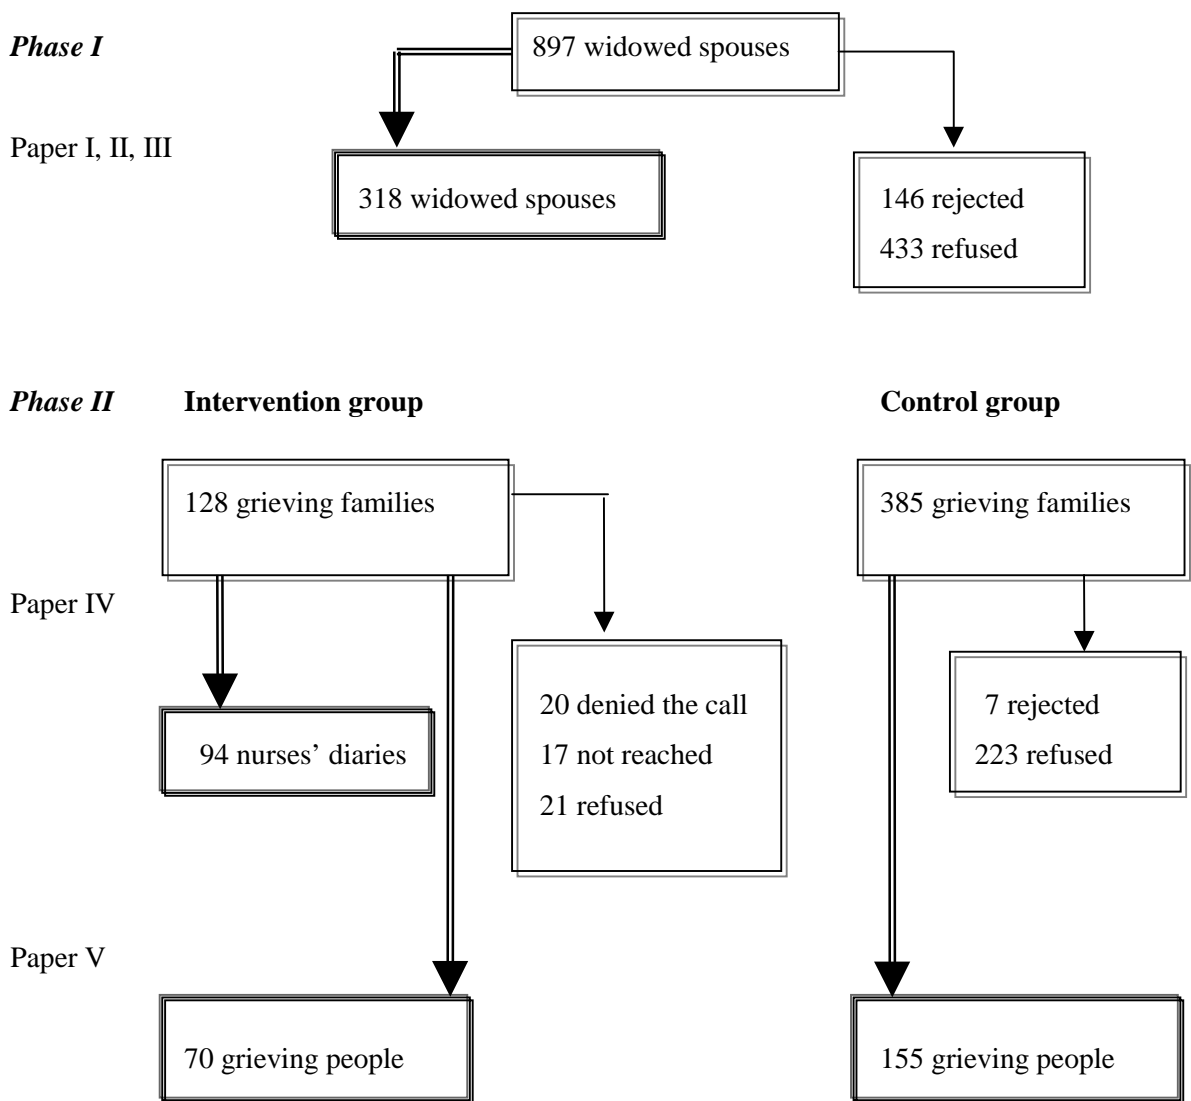 Phase I
897 widowed spouses
Paper I, II, III
318 widowed spouses
146 rejected
433 refused
Phase II
Intervention group
Control group
128 grieving families
385 grieving families
Paper IV
20 denied the call
17 not reached
21 refused
7 rejected
223 refused
94 nurses’ diaries
Paper V
70 grieving people
155 grieving people